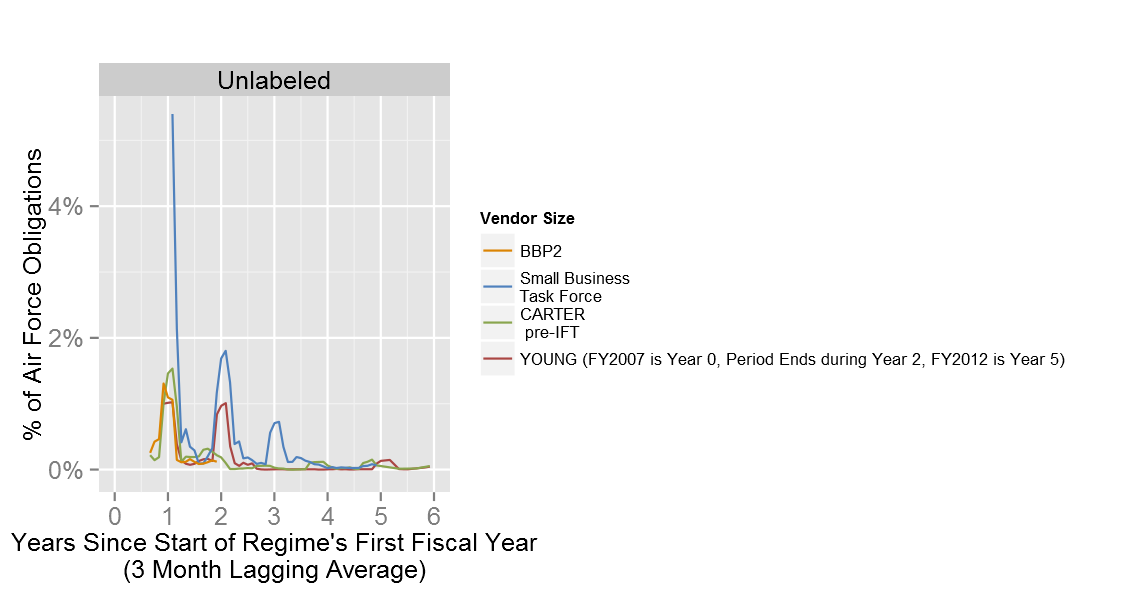 Unlabeled
% of Air Force Obligations
4%
2%
0%
0 1 2 3 4 5 6
Years Since Start of Regime's First Fiscal Year
(3 Month Lagging Average)
Vendor Size
BBP2
Small Business
Task Force
CARTER
pre-IFT
YOUNG (FY2007 is Year 0, Period Ends during Year 2, FY2012 is Year 5)